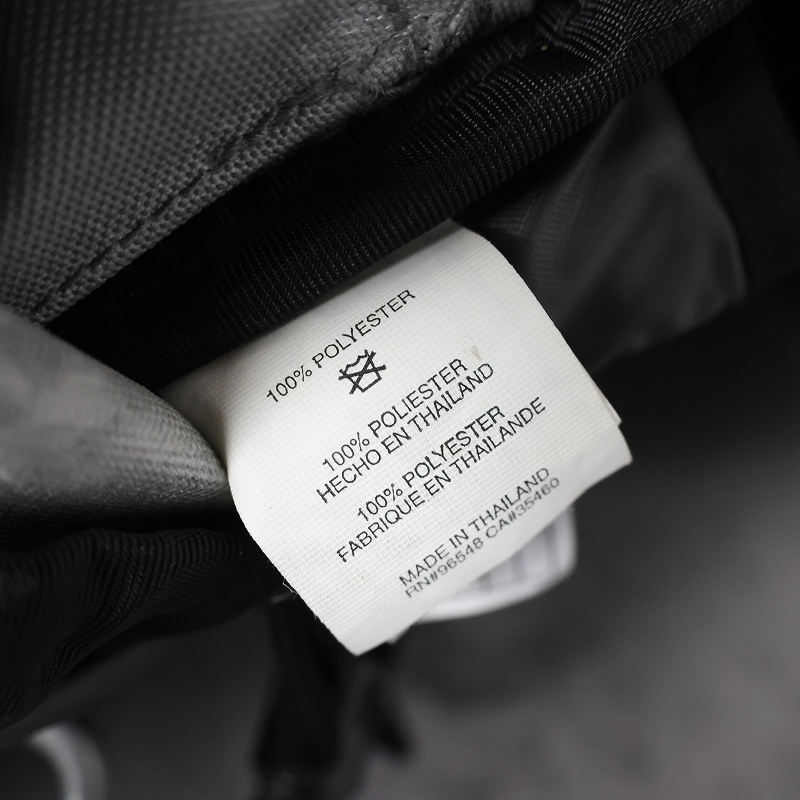 100% POLYESTER
100% POLIESTER
HECHO EN THAILAND
100% POLYESTER
FABRIQUE EN THAILANDE
MADE IN THAILAND
RN#96548 CA#35460